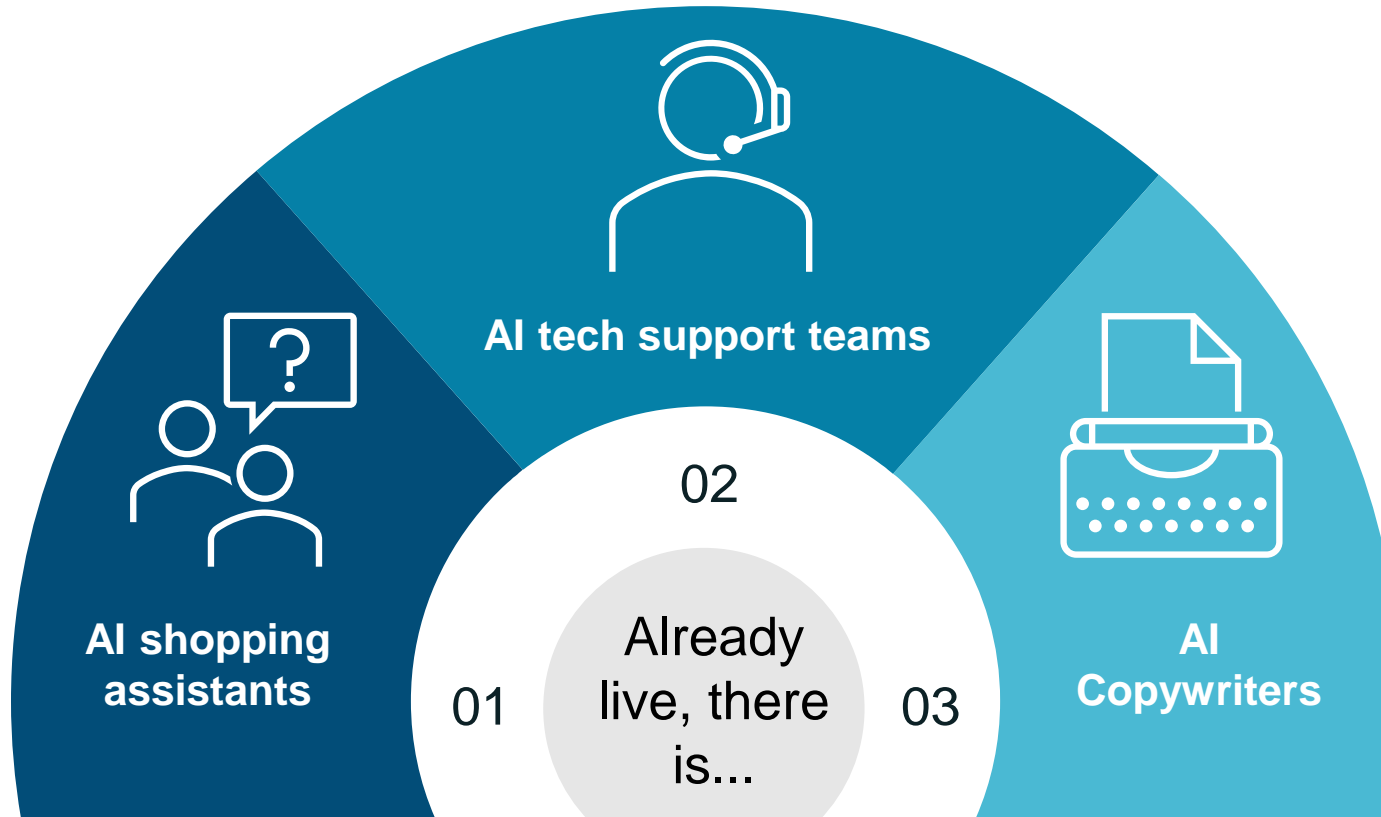 Already
live, there
is...
01
AI shopping
assistants
?
02
AI tech support teams
03
AI
Copywriters